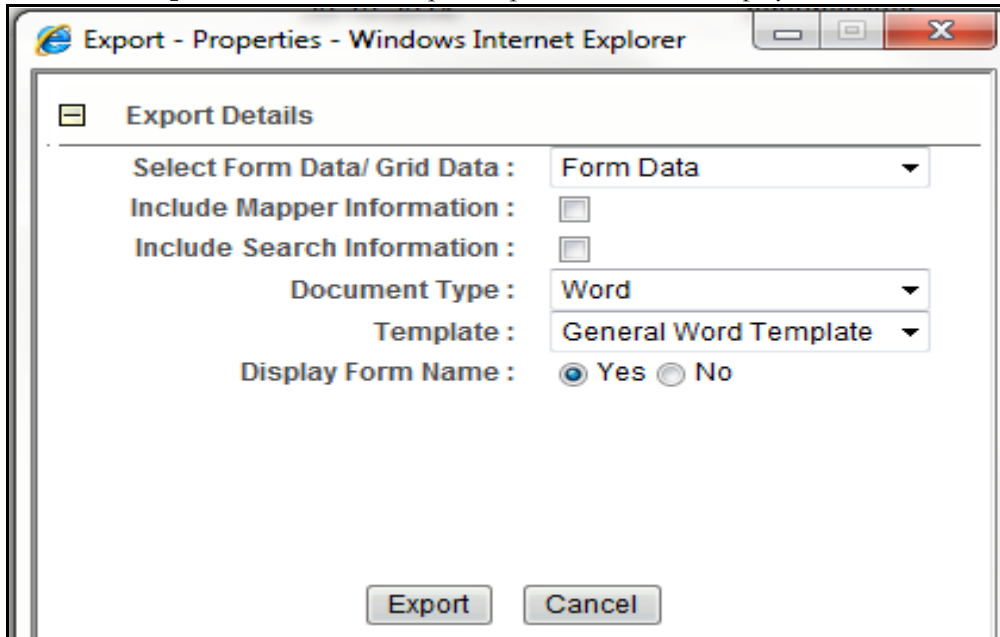 Export - Properties - Windows Internet Explorer
Export Details
Select Form Data/ Grid Data : Form Data
Include Mapper Information :
Include Search Information :
Document Type : Word
Template : General Word Template
Display Form Name : Yes No
Export Cancel